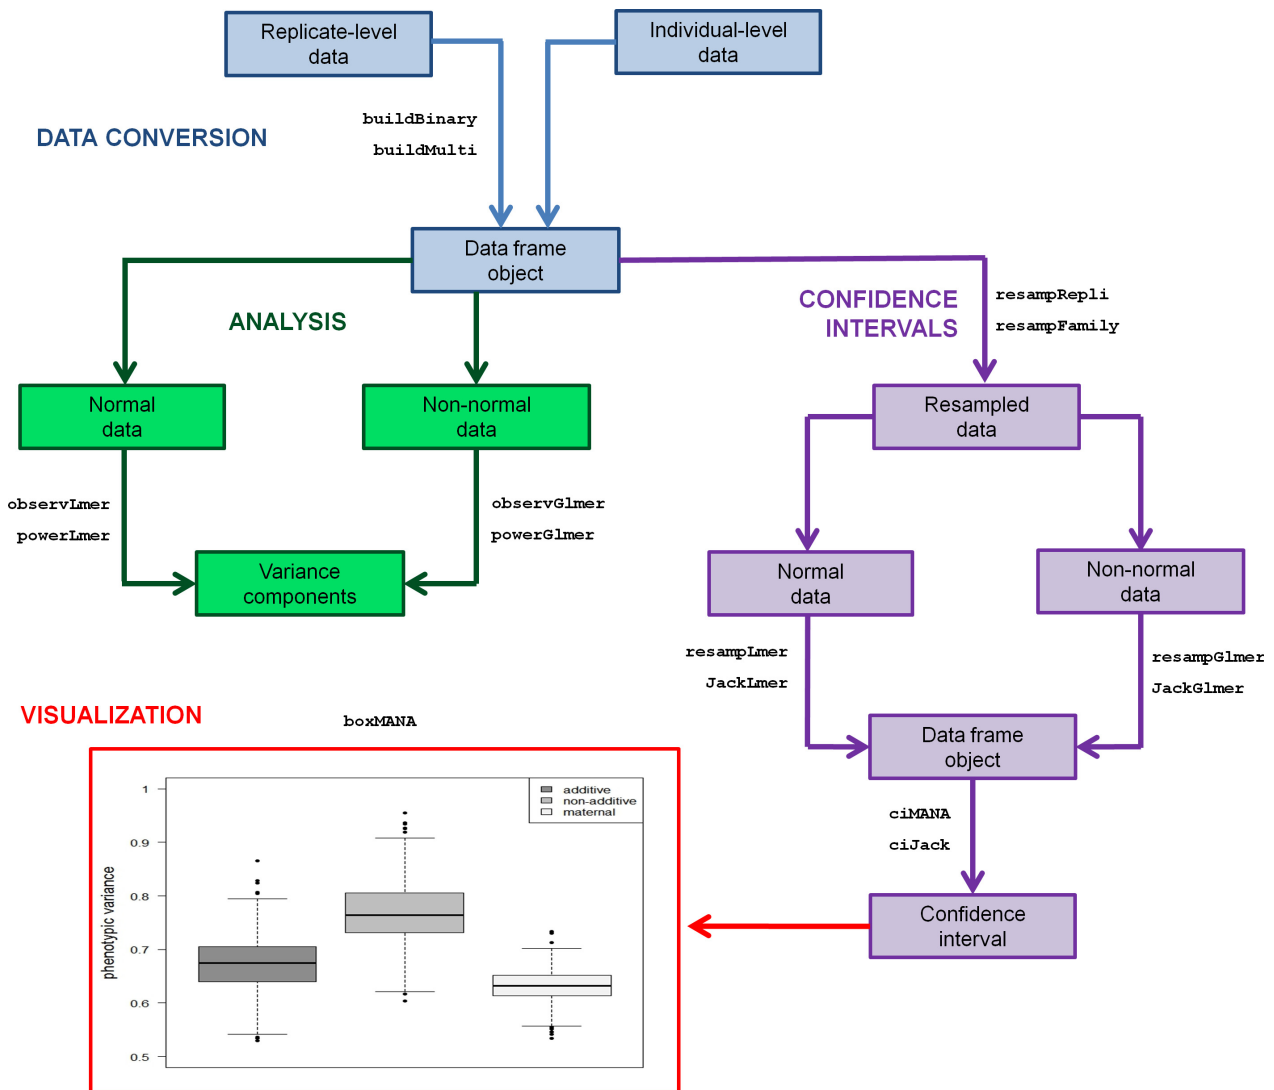 Replicate-level
data
Individual-level
data
DATA CONVERSION
buildBinary
buildMulti
Data frame
object
ANALYSIS
CONFIDENCE
INTERVALS
resampRepli
resampFamily
Normal
data
Non-normal
data
Resampled
data
observLmer
powerLmer
observGlmer
powerGlmer
Variance
components
Normal
data
Non-normal
data
resampLmer
JackLmer
resampGlmer
JackGlmer
Data frame
object
ciMANA
ciJack
Confidence
interval
VISUALIZATION
boxMANA
additive
non-additive
maternal
phenotypic variance
1
0.9
0.8
0.7
0.6
0.5